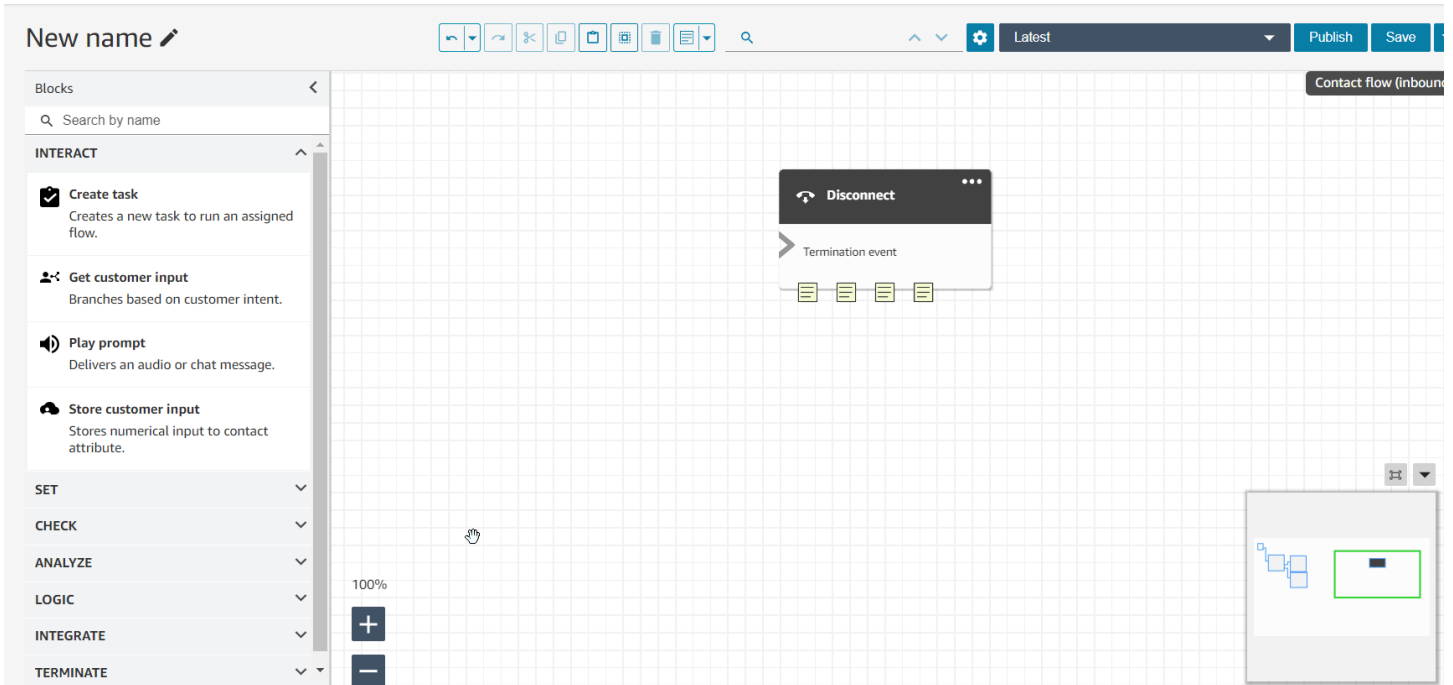 New name
Latest
Publish
Save
Contact flow (inboun
Blocks
Search by name
INTERACT
Create task
Creates a new task to run an assigned
flow.
Get customer input
Branches based on customer intent.
Play prompt
Delivers an audio or chat message.
Store customer input
Stores numerical input to contact
attribute.
SET
CHECK
ANALYZE
LOGIC
INTEGRATE
TERMINATE
Disconnect
Termination event
100%